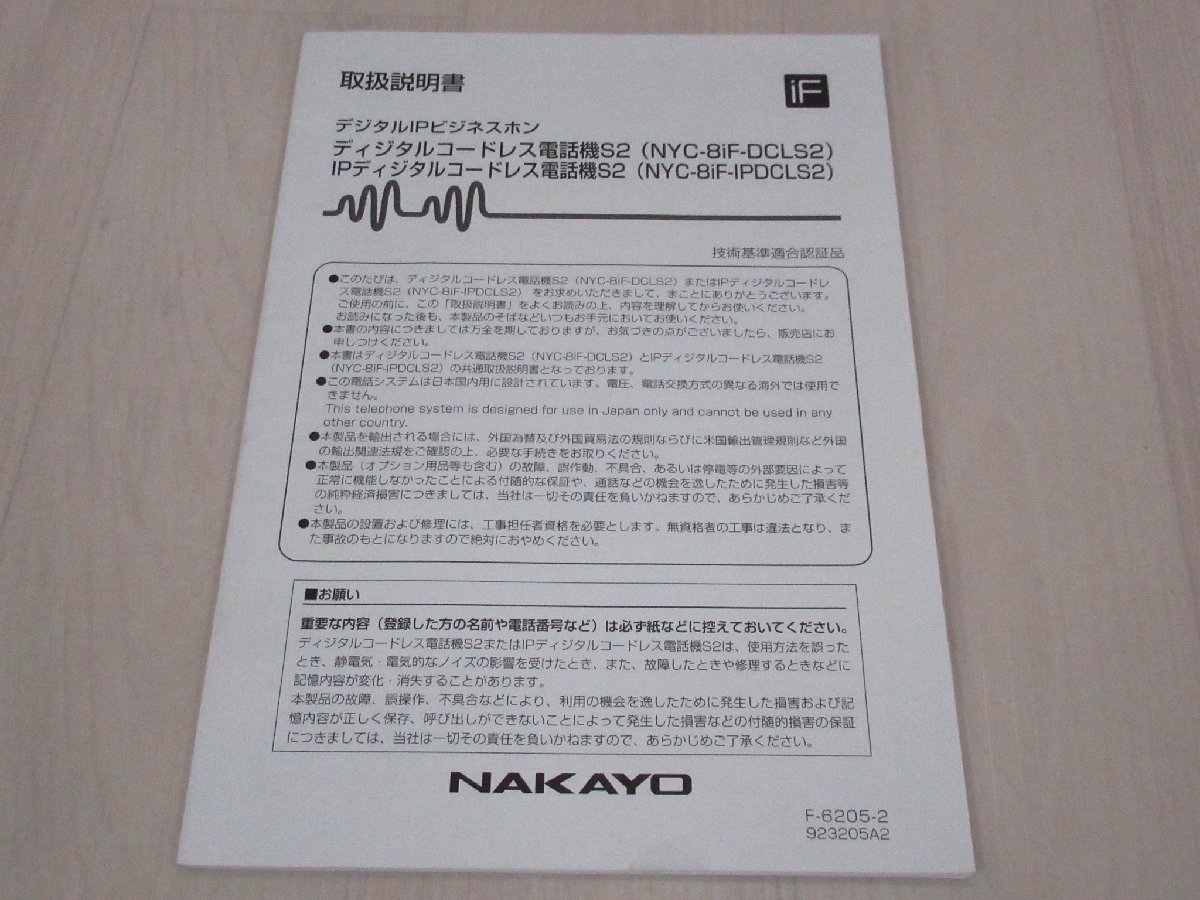 取扱説明書
iF
デジタルIPビジネスホン
ディジタルコードレス電話機S2（NYC-8iF-DCLS2）
IPディジタルコードレス電話機S2（NYC-8iF-IPDCLS2）
技術基準適合認証品
●このたびは、ディジタルコードレス電話機S2（NYC-8iF-DCLS2）またはIPディジタルコードレ
ス電話機S2（NYC-8iF-IPDCLS2）をお求めいただきまして、まことにありがとうございます。
ご使用の前に、この「取扱説明書」をよくお読みの上、内容を理解してからお使いください。
お読みになった後も、本製品のそばなどいつもお手元においてお使いください。
●本書の内容につきましては万全を期しておりますが、お気づきの点がございましたら、販売店にお
申しつけください。
●本書はディジタルコードレス電話機S2（NYC-8iF-DCLS2）とIPディジタルコードレス電話機S2
（NYC-8iF-IPDCLS2）の共通取扱説明書となっております。
●この電話システムは日本国内用に設計されています。電圧、電話交換方式の異なる海外では使用で
きません。
This telephone system is designed for use in Japan only and cannot be used in any
other country.
●本製品を輸出される場合には、外国為替及び外国貿易法の規則ならびに米国輸出管理規則など外国
の輸出関連法規をご確認の上、必要な手続きをお取りください。
●本製品（オプション用品等も含む）の故障、誤作動、不具合、あるいは停電等の外部要因によって
正常に機能しなかったことによる付随的な保証や、通話などの機会を逸したために発生した損害等
の純粋経済損害につきましては、当社は一切その責任を負いかねますので、あらかじめご了承くだ
さい。
●本製品の設置および修理には、工事担任者資格を必要とします。無資格者の工事は違法となり、ま
た事故のもとになりますので絶対におやめください。
■お願い
重要な内容（登録した方の名前や電話番号など）は必ず紙などに控えておいてください。
ディジタルコードレス電話機S2またはIPディジタルコードレス電話機S2は、使用方法を誤った
とき、静電気・電気的なノイズの影響を受けたとき、また、故障したときや修理するときなどに
記憶内容が変化・消失することがあります。
本製品の故障、誤操作、不具合などにより、利用の機会を逸したために発生した損害および記
憶内容が正しく保存、呼び出しができないことによって発生した損害などの付随的損害の保証
につきましては、当社は一切その責任を負いかねますので、あらかじめご了承ください。
NAKAYO
F-6205-2
923205A2